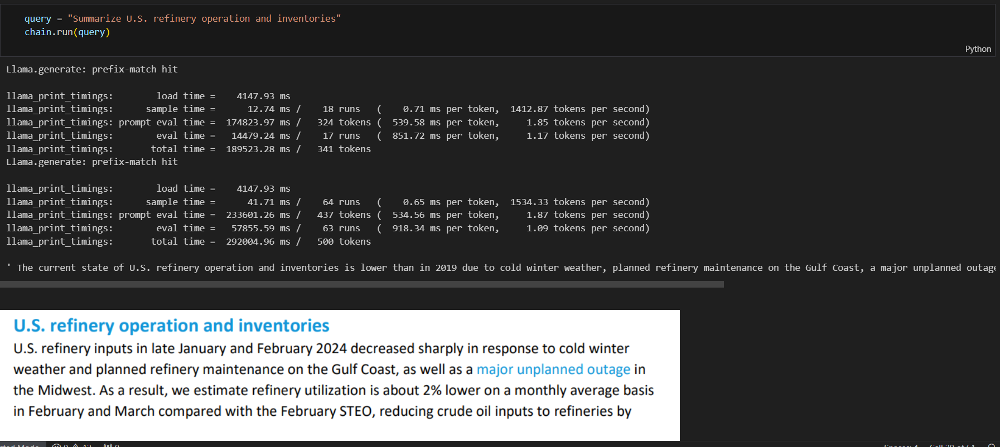 query = "Summarize U.S. refinery operation and inventories"
chain.run(query)
Python
Llama.generate: prefix-match hit
llama_print_timings:        load time =    4147.93 ms
llama_print_timings:      sample time =      12.74 ms /    18 runs   (    0.71 ms per token,  1412.87 tokens per second)
llama_print_timings: prompt eval time =  174823.97 ms /   324 tokens (  539.58 ms per token,     1.85 tokens per second)
llama_print_timings:        eval time =   14479.24 ms /    17 runs   (  851.72 ms per token,     1.17 tokens per second)
llama_print_timings:       total time =  189523.28 ms /   341 tokens
Llama.generate: prefix-match hit
llama_print_timings:        load time =    4147.93 ms
llama_print_timings:      sample time =      41.71 ms /    64 runs   (    0.65 ms per token,  1534.33 tokens per second)
llama_print_timings: prompt eval time =  233601.26 ms /   437 tokens (  534.56 ms per token,     1.87 tokens per second)
llama_print_timings:        eval time =   57855.59 ms /    63 runs   (  918.34 ms per token,     1.09 tokens per second)
llama_print_timings:       total time =  292004.96 ms /   500 tokens
' The current state of U.S. refinery operation and inventories is lower than in 2019 due to cold winter weather, planned refinery maintenance on the Gulf Coast, a major unplanned outage
U.S. refinery operation and inventories
U.S. refinery inputs in late January and February 2024 decreased sharply in response to cold winter
weather and planned refinery maintenance on the Gulf Coast, as well as a major unplanned outage in
the Midwest. As a result, we estimate refinery utilization is about 2% lower on a monthly average basis
in February and March compared with the February STEO, reducing crude oil inputs to refineries by